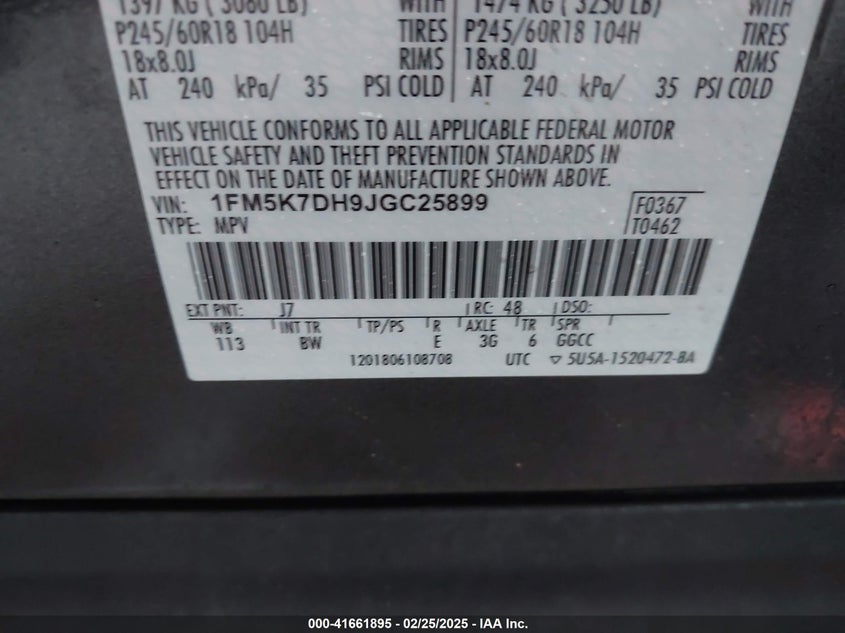 1397 KG ( 3080 LB) WITH 1474 KG ( 3250 LB) WITH
P245/60R18 104H TIRES P245/60R18 104H TIRES
18x8.0J RIMS 18x8.0J RIMS
AT 240 kPa/ 35 PSI COLD AT 240 kPa/ 35 PSI COLD
THIS VEHICLE CONFORMS TO ALL APPLICABLE FEDERAL MOTOR
VEHICLE SAFETY AND THEFT PREVENTION STANDARDS IN
EFFECT ON THE DATE OF MANUFACTURE SHOWN ABOVE.
VIN: 1FM5K7DH9JGC25899 F0367
TYPE: MPV T0462
EXT PNT: J7 RC: 48 DSO:
WB INT TR TP/PS R AXLE TR SPR
113 BW E 3G 6 GGCC
1201806108708 UTC ▽ 5U5A-1520472-BA
000-41661895 - 02/25/2025 - IAA Inc.